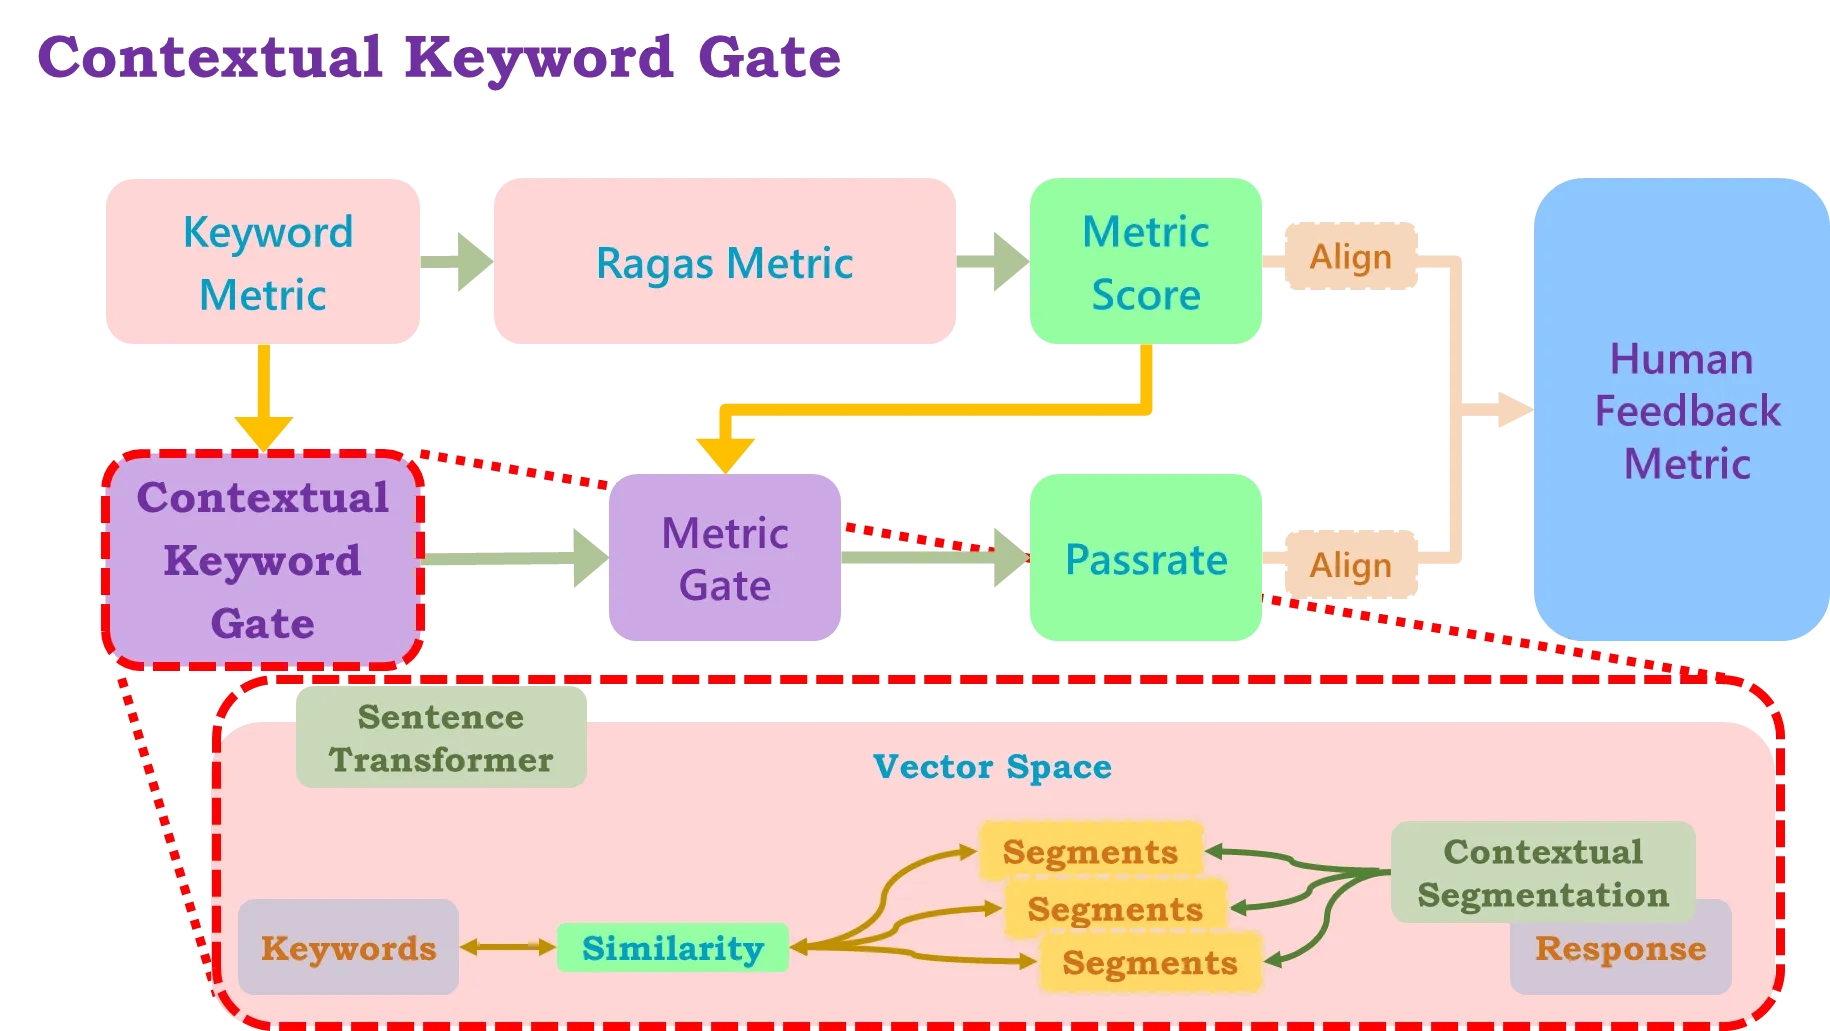 Contextual Keyword Gate
Keyword
Metric
Ragas Metric
Metric
Score
Align
Human
Feedback
Metric
Contextual
Keyword
Gate
Metric
Gate
Passrate
Align
Sentence
Transformer
Vector Space
Segments
Segments
Segments
Contextual
Segmentation
Keywords
Similarity
Response